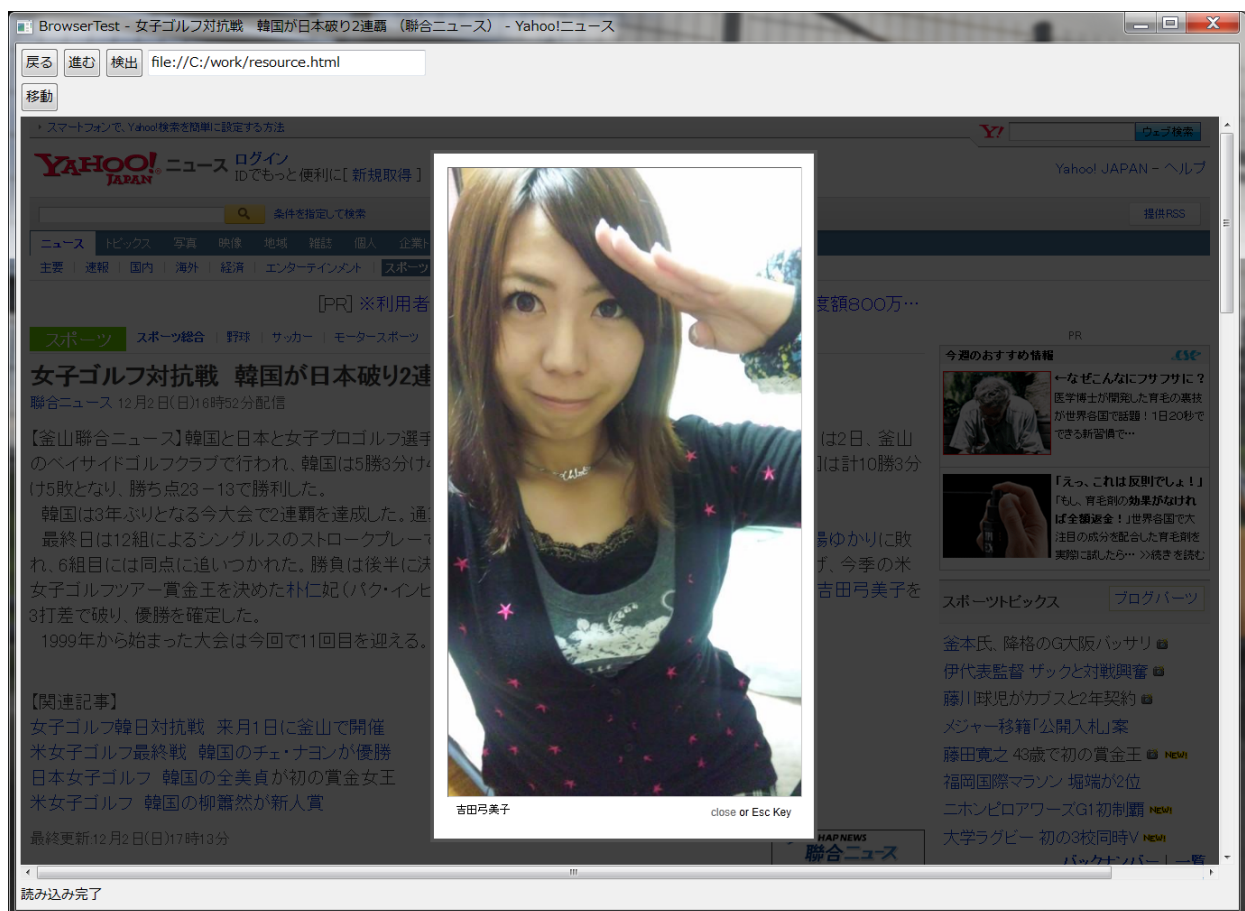 BrowserTest - 女子ゴルフ対抗戦　韓国が日本破り2連覇 （聯合ニュース） - Yahoo!ニュース
戻る 進む 検出 file://C:/work/resource.html
移動
スマートフォンで、Yahoo!検索を簡単に設定する方法
Y! ウェブ検索
YAHOO! JAPAN ニュース ログイン
IDでもっと便利に[ 新規取得 ]
Yahoo! JAPAN - ヘルプ
条件を指定して検索
提供RSS
ニュース トピックス 写真 映像 地域 雑誌 個人 企業
主要 速報 国内 海外 経済 エンターテインメント スポーツ
[PR] ※利用者
度額800万…
スポーツ スポーツ総合 野球 サッカー モータースポーツ
女子ゴルフ対抗戦　韓国が日本破り2連
聯合ニュース 12月2日(日)16時52分配信
【釜山聯合ニュース】韓国と日本と女子プロゴルフ選手
は2日、釜山
のベイサイドゴルフクラブで行われ、韓国は5勝3分け
は計10勝3分
け5敗となり、勝ち点23－13で勝利した。
韓国は3年ぶりとなる今大会で2連覇を達成した。通
最終日は12組によるシングルスのストロークプレーで
ゆかりに敗
れ、6組目には同点に追いつかれた。勝負は後半に決
げ、今季の米
女子ゴルフツアー賞金王を決めた朴仁妃（パク・インビ
吉田弓美子を
3打差で破り、優勝を確定した。
1999年から始まった大会は今回で11回目を迎える。
【関連記事】
女子ゴルフ韓日対抗戦　来月1日に釜山で開催
米女子ゴルフ最終戦　韓国のチェ・ナヨンが優勝
日本女子ゴルフ　韓国の全美貞が初の賞金女王
米女子ゴルフ　韓国の柳簫然が新人賞
最終更新:12月2日(日)17時13分
吉田弓美子
close or Esc Key
HAP NEWS
聯合ニュース
PR
今週のおすすめ情報
←なぜこんなにフサフサに？
医学博士が開発した育毛の裏技
が世界各国で話題！1日20秒で
できる新習慣で…
「えっ、これは反則でしょ！」
「もし、育毛剤の効果がなけれ
ば全額返金！」世界各国で大
注目の成分を配合した育毛剤を
実際に試したら… >>続きを読む
スポーツトピックス ブログパーツ
釜本氏、降格のG大阪バッサリ
伊代表監督 ザックと対戦興奮
藤川球児がカブスと2年契約
メジャー移籍「公開入札」案
藤田寛之 43歳で初の賞金王 NEW!
福岡国際マラソン 堀端が2位
ニホンピロアワーズG1初制覇 NEW!
大学ラグビー 初の3校同時V NEW!
バックナンバー | 一覧
読み込み完了